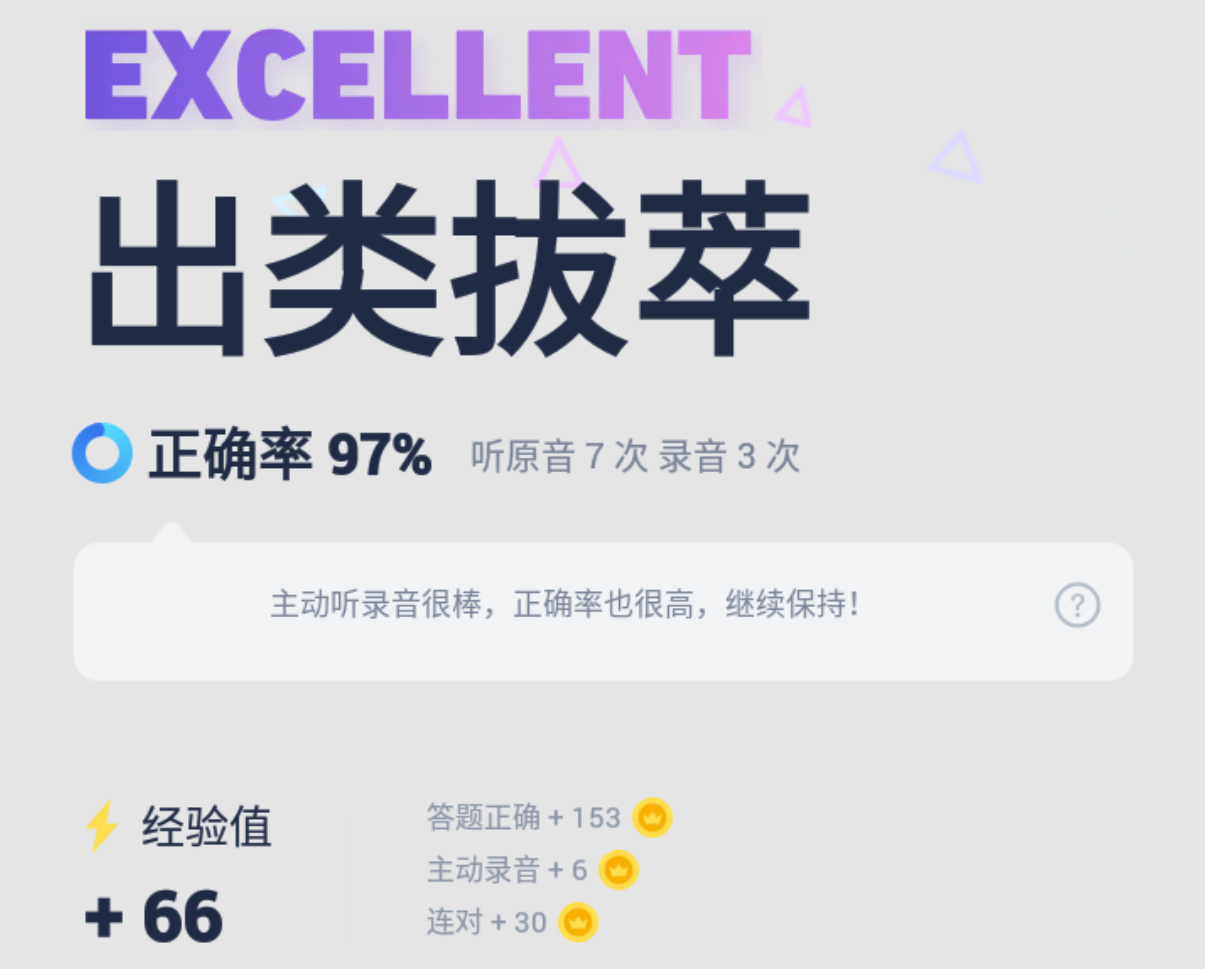 EXCELLENT
出类拔萃
正确率 97% 听原音 7 次 录音 3 次
主动听录音很棒，正确率也很高，继续保持！
?
经验值
+ 66
答题正确 + 153
主动录音 + 6
连对 + 30